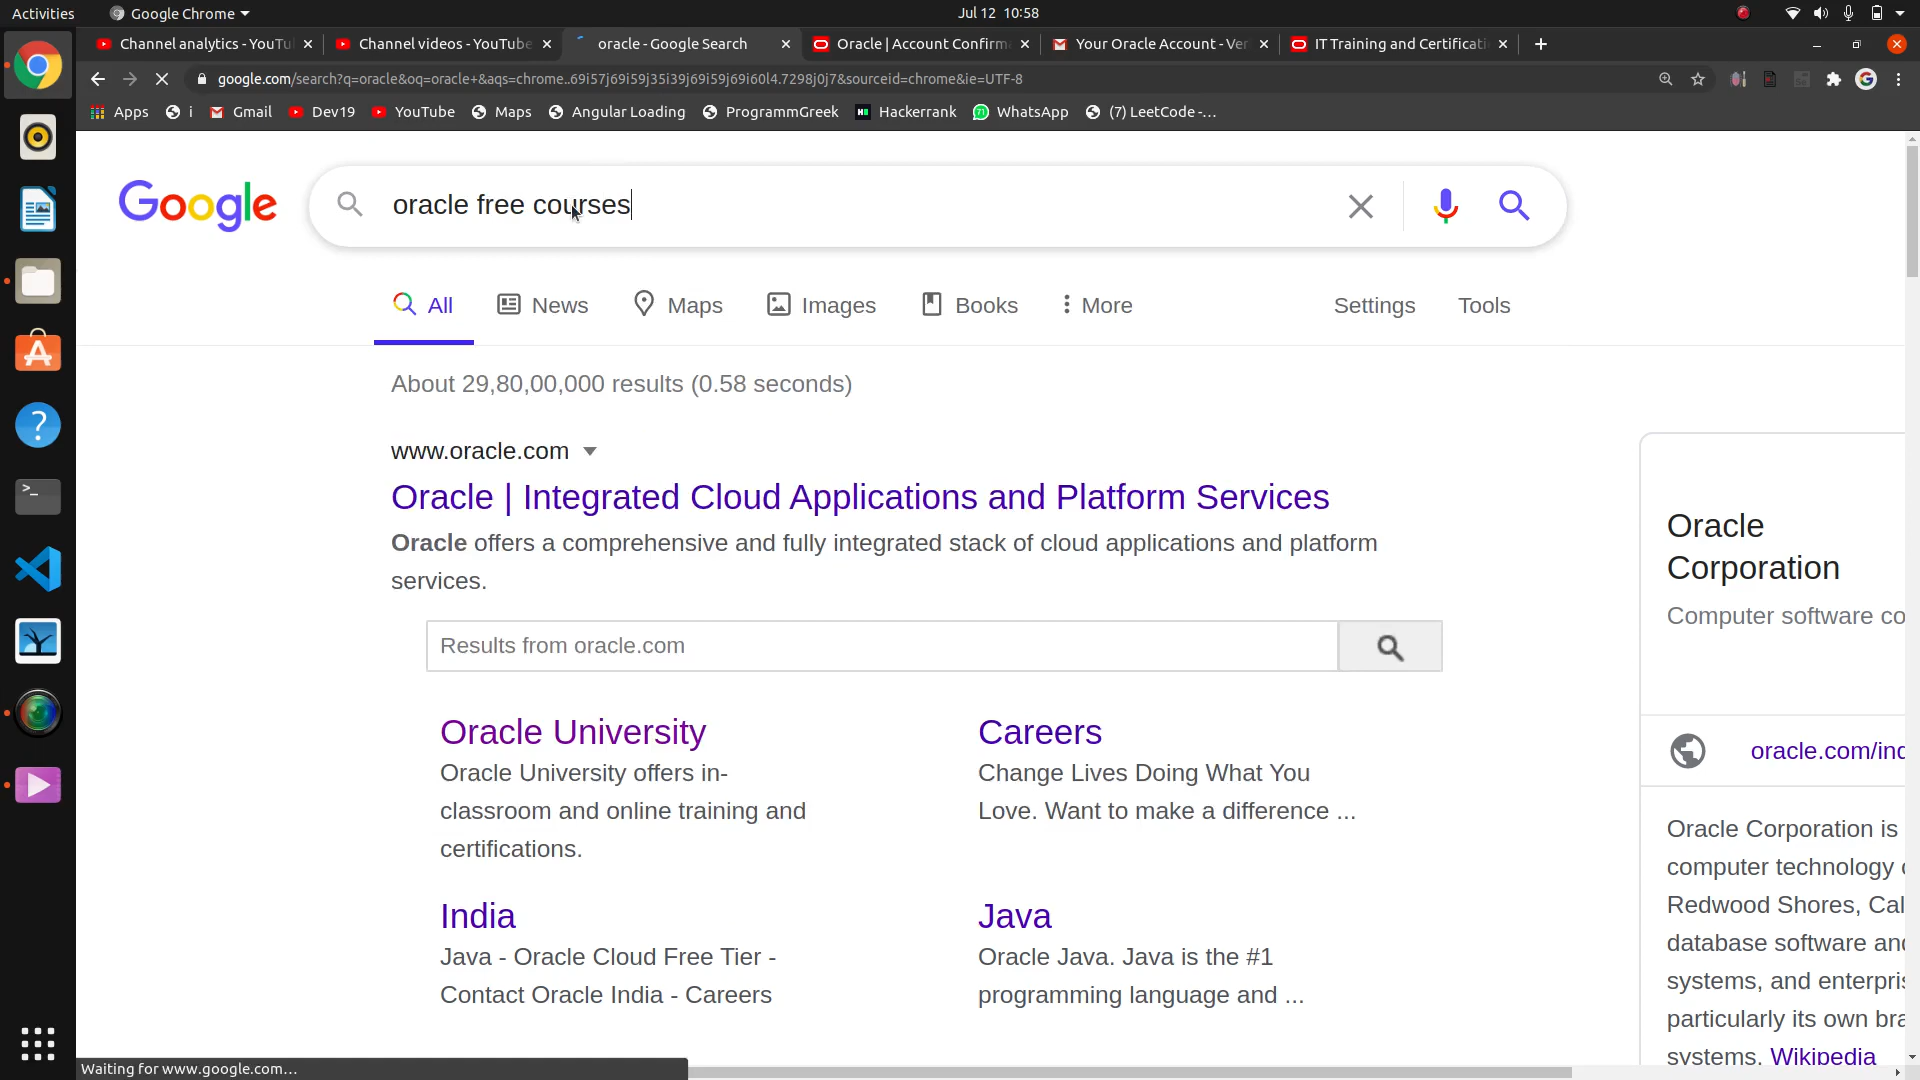 Activities
Google Chrome
Jul 12 10:58
Channel analytics - YouTu
Channel videos - YouTube
oracle - Google Search
Oracle | Account Confirm
Your Oracle Account - Ver
IT Training and Certificati
google.com/search?q=oracle&oq=oracle+&aqs=chrome..69i57j69i59j35i39j69i59j69i60l4.7298j0j7&sourceid=chrome&ie=UTF-8
Apps
i
Gmail
Dev19
YouTube
Maps
Angular Loading
ProgrammGreek
Hackerrank
WhatsApp
(7) LeetCode -...
Google
oracle free courses
All
News
Maps
Images
Books
More
Settings
Tools
About 29,80,00,000 results (0.58 seconds)
www.oracle.com
Oracle | Integrated Cloud Applications and Platform Services
Oracle offers a comprehensive and fully integrated stack of cloud applications and platform
services.
Results from oracle.com
Oracle University
Oracle University offers in-
classroom and online training and
certifications.
Careers
Change Lives Doing What You
Love. Want to make a difference ...
India
Java - Oracle Cloud Free Tier -
Contact Oracle India - Careers
Java
Oracle Java. Java is the #1
programming language and ...
Oracle
Corporation
Computer software co
oracle.com/ind
Oracle Corporation is
computer technology c
Redwood Shores, Cal
database software and
systems, and enterpris
particularly its own bra
systems. Wikipedia
Waiting for www.google.com...